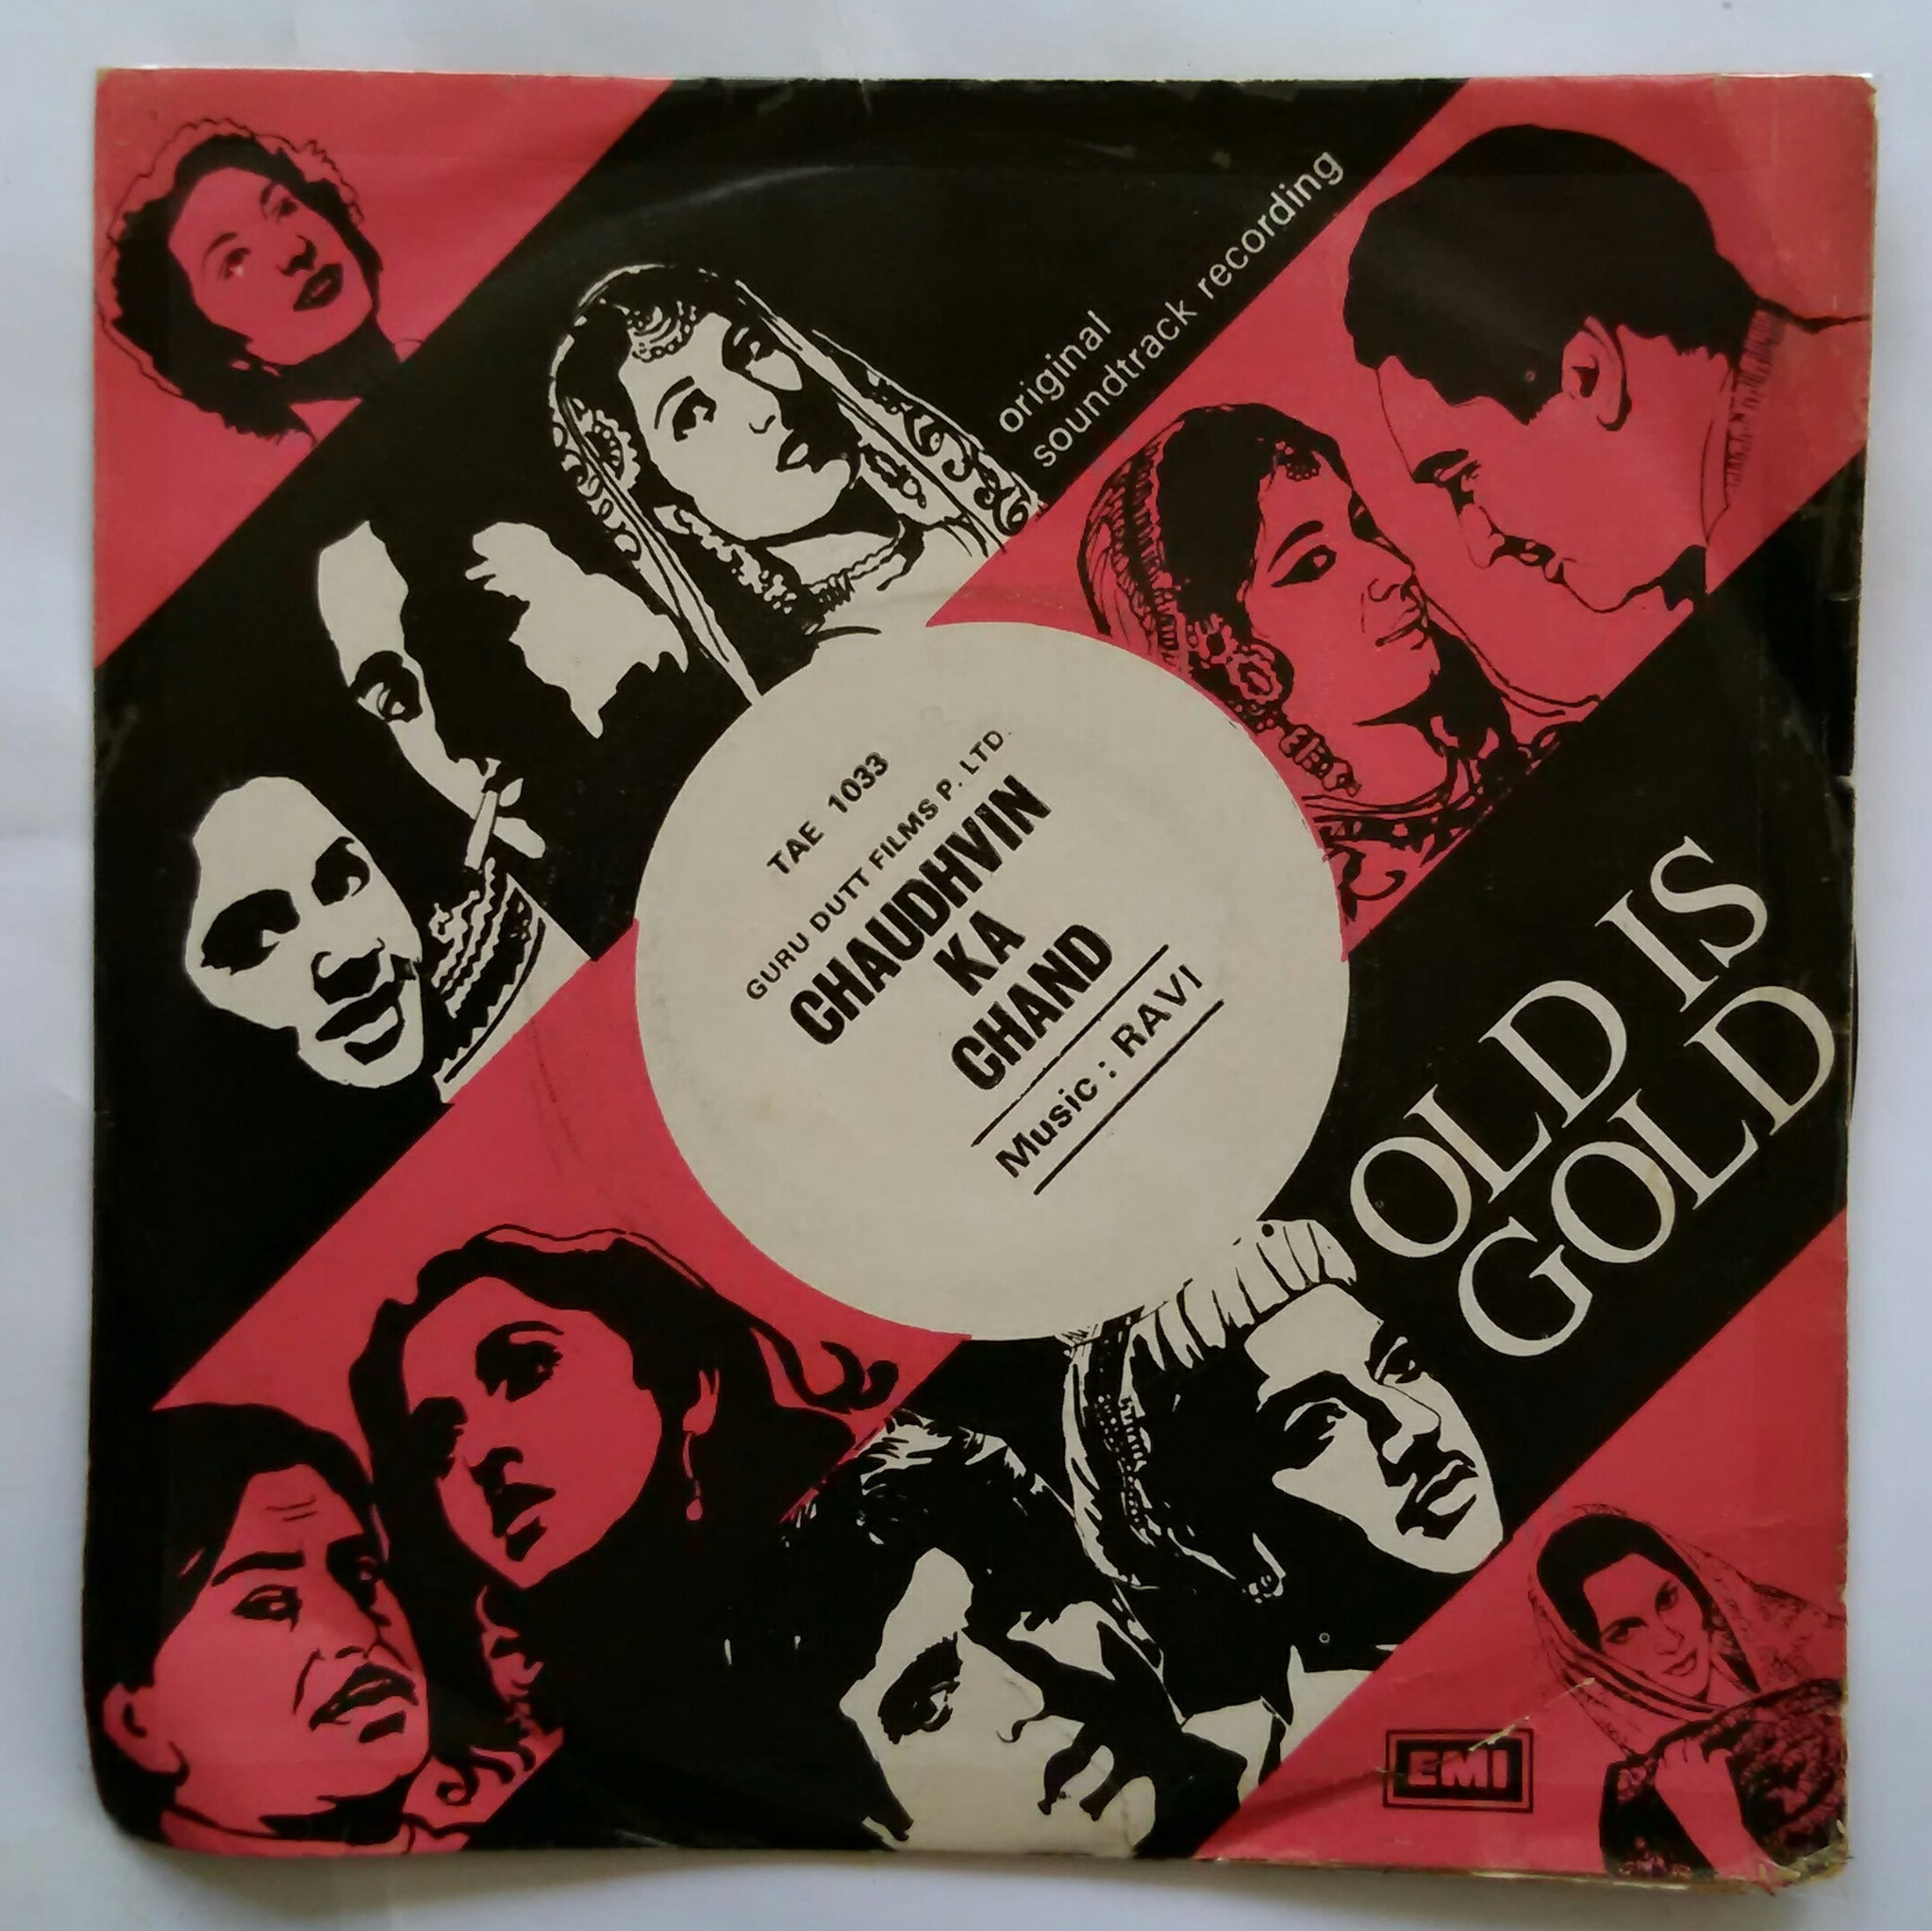 original
soundtrack recording
TAE 1033
GURU DUTT FILMS P. LTD.
CHAUDHVIN
KA
CHAND
Music : RAVI
OLD IS
GOLD
EMI